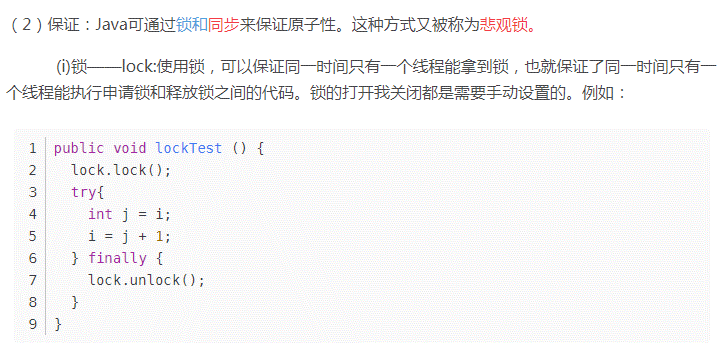 （2）保证：Java可通过锁和同步来保证原子性。这种方式又被称为悲观锁。
(i)锁——lock:使用锁，可以保证同一时间只有一个线程能拿到锁，也就保证了同一时间只有一
个线程能执行申请锁和释放锁之间的代码。锁的打开我关闭都是需要手动设置的。例如：
1 public void lockTest () {
2   lock.lock();
3   try{
4     int j = i;
5     i = j + 1;
6   } finally {
7     lock.unlock();
8   }
9 }